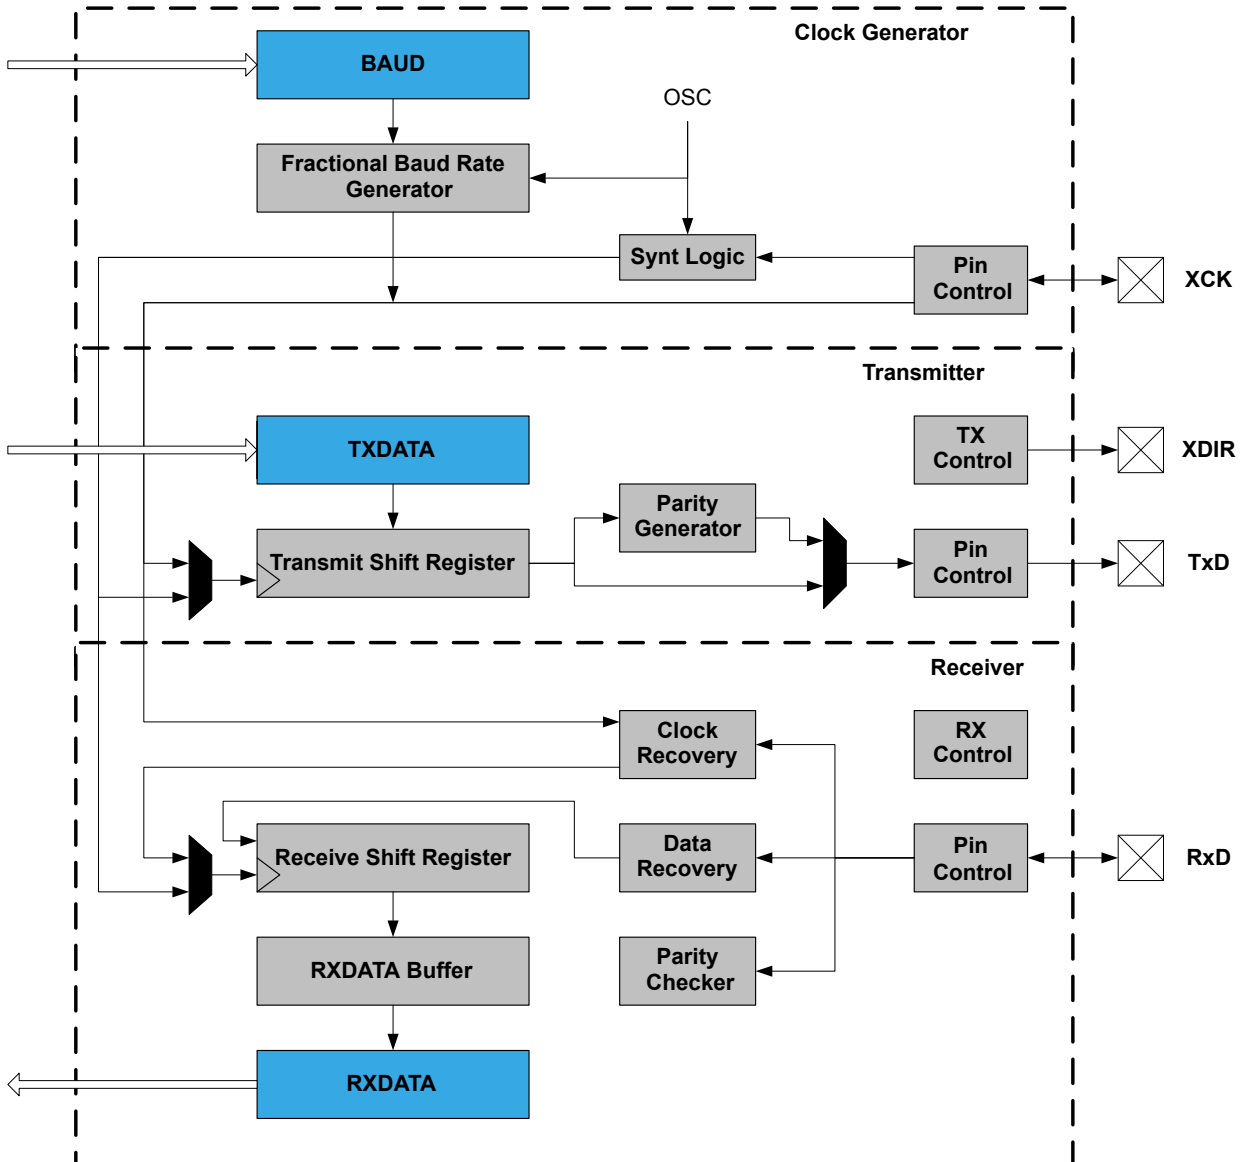 Clock Generator
BAUD
OSC
Fractional Baud Rate
Generator
Synt Logic
Pin
Control
XCK
Transmitter
TXDATA
TX
Control
XDIR
Parity
Generator
Transmit Shift Register
Pin
Control
TxD
Receiver
Clock
Recovery
RX
Control
Receive Shift Register
Data
Recovery
Pin
Control
RxD
RXDATA Buffer
Parity
Checker
RXDATA